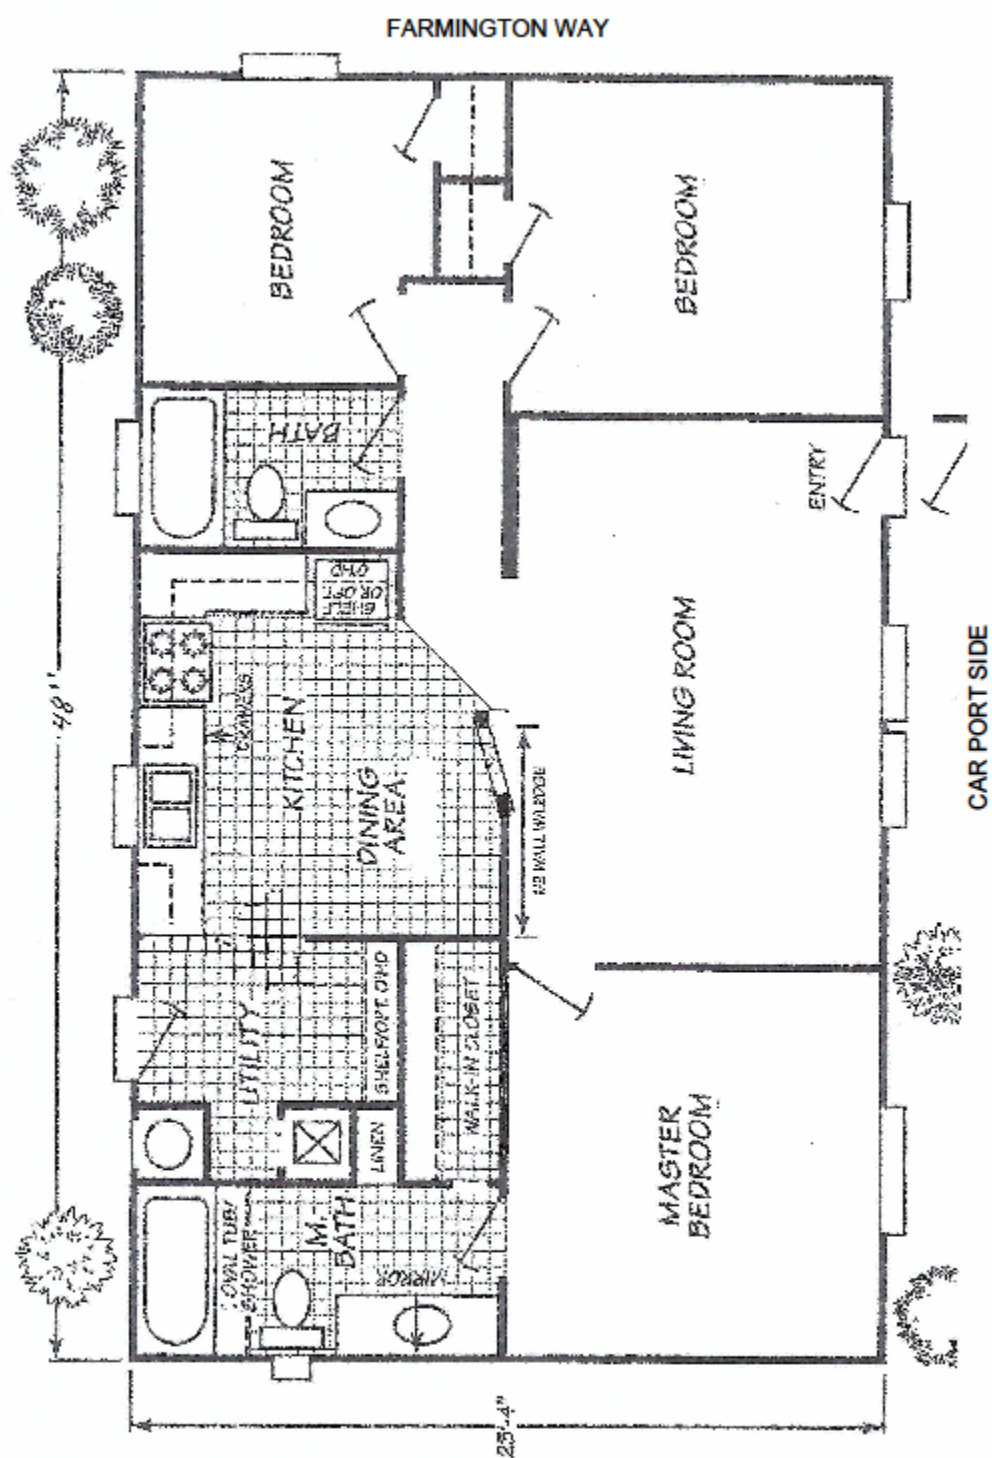 FARMINGTON WAY
BEDROOM
BEDROOM
BATH
ENTRY
SHELF
OR OPT.
OHD
48"
DRAWERS
KITCHEN
DINING
AREA
LIVING ROOM
CAR PORT SIDE
1/2 WALL W/LEDGE
UTILITY
SHELF/OPT. OHD
WALK-IN CLOSET
LINEN
MASTER
BEDROOM
OVAL TUB/
SHOWER
M.
BATH
MIRROR
25'-4"